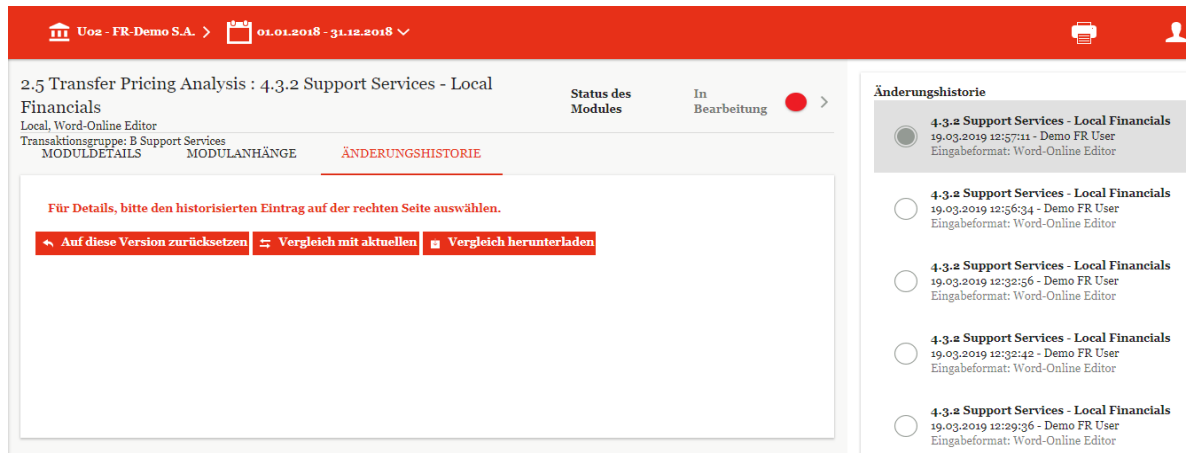 U02 - FR-Demo S.A. > 01.01.2018 - 31.12.2018
2.5 Transfer Pricing Analysis : 4.3.2 Support Services - Local
Financials
Local, Word-Online Editor
Transaktionsgruppe: B Support Services
Status des
Modules
In
Bearbeitung
MODULDETAILS MODULANHÄNGE ÄNDERUNGSHISTORIE
Für Details, bitte den historisierten Eintrag auf der rechten Seite auswählen.
Auf diese Version zurücksetzen Vergleich mit aktuellen Vergleich herunterladen
Änderungshistorie
4.3.2 Support Services - Local Financials
19.03.2019 12:57:11 - Demo FR User
Eingabeformat: Word-Online Editor
4.3.2 Support Services - Local Financials
19.03.2019 12:56:34 - Demo FR User
Eingabeformat: Word-Online Editor
4.3.2 Support Services - Local Financials
19.03.2019 12:32:56 - Demo FR User
Eingabeformat: Word-Online Editor
4.3.2 Support Services - Local Financials
19.03.2019 12:32:42 - Demo FR User
Eingabeformat: Word-Online Editor
4.3.2 Support Services - Local Financials
19.03.2019 12:29:36 - Demo FR User
Eingabeformat: Word-Online Editor